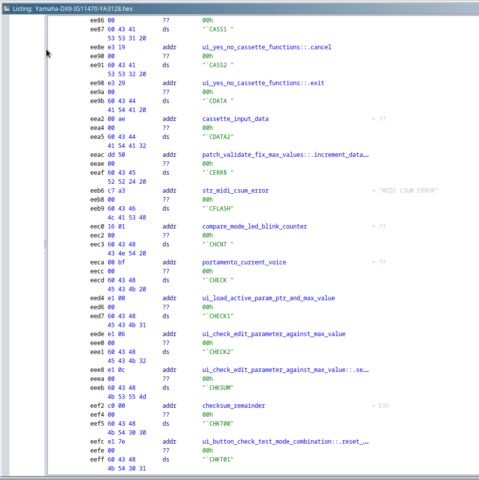 Listing: Yamaha-DX9-IG11470-YA3128.hex
ee86 00 ?? 00h
ee87 60 43 41 ds "`CASS1 "
53 53 31 20
ee8e e3 19 addr ui_yes_no_cassette_functions::.cancel
ee90 00 ?? 00h
ee91 60 43 41 ds "`CASS2 "
53 53 32 20
ee98 e3 29 addr ui_yes_no_cassette_functions::.exit
ee9a 00 ?? 00h
ee9b 60 43 44 ds "`CDATA "
41 54 41 20
eea2 00 ae addr cassette_input_data = ??
eea4 00 ?? 00h
eea5 60 43 44 ds "`CDATA2"
41 54 41 32
eeac dd 50 addr patch_validate_fix_max_values::.increment_data…
eeae 00 ?? 00h
eeaf 60 43 45 ds "`CERR$ "
52 52 24 20
eeb6 c7 a3 addr str_midi_csum_error = "MIDI CSUM ERROR"
eeb8 00 ?? 00h
eeb9 60 43 46 ds "`CFLASH"
4c 41 53 48
eec0 16 01 addr compare_mode_led_blink_counter = ??
eec2 00 ?? 00h
eec3 60 43 48 ds "`CHCNT "
43 4e 54 20
eeca 00 bf addr portamento_current_voice = ??
eecc 00 ?? 00h
eecd 60 43 48 ds "`CHECK "
45 43 4b 20
eed4 e1 00 addr ui_load_active_param_ptr_and_max_value
eed6 00 ?? 00h
eed7 60 43 48 ds "`CHECK1"
45 43 4b 31
eede e1 06 addr ui_check_edit_parameter_against_max_value
eee0 00 ?? 00h
eee1 60 43 48 ds "`CHECK2"
45 43 4b 32
eee8 e1 0c addr ui_check_edit_parameter_against_max_value::.se…
eeea 00 ?? 00h
eeeb 60 43 48 ds "`CHKSUM"
4b 53 55 4d
eef2 c0 00 addr checksum_remainder = 61h
eef4 00 ?? 00h
eef5 60 43 48 ds "`CHKT00"
4b 54 30 30
eefc e1 7e addr ui_button_check_test_mode_combination::.reset_…
eefe 00 ?? 00h
eeff 60 43 48 ds "`CHKT01"
4b 54 30 31